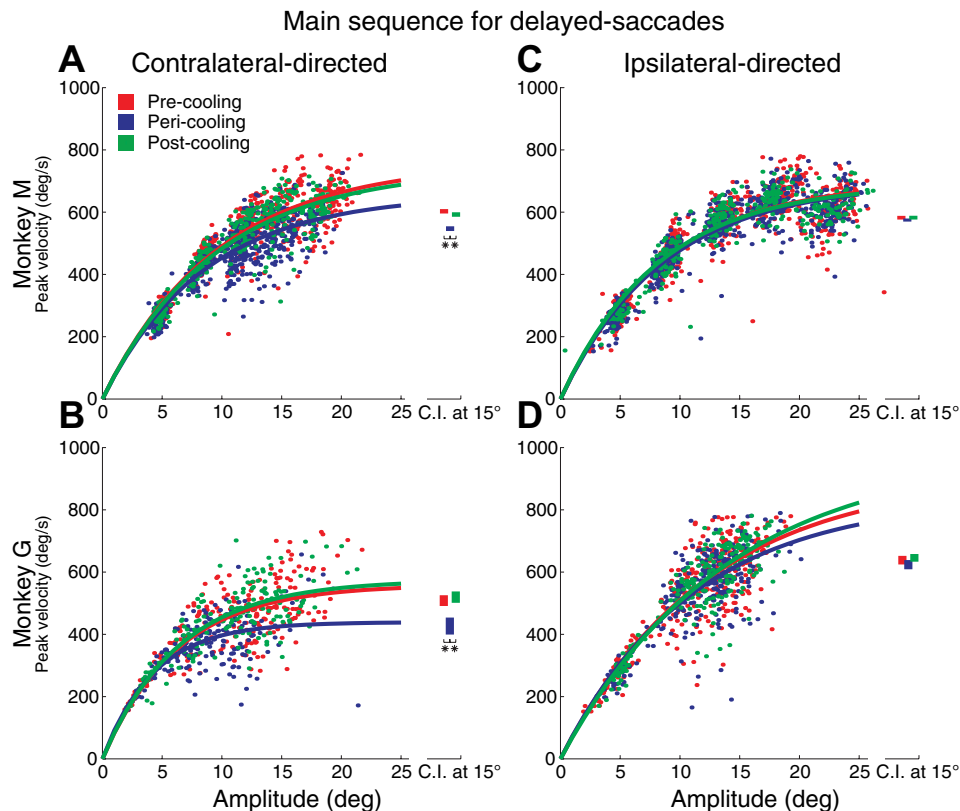 Main sequence for delayed-saccades
A Contralateral-directed
C Ipsilateral-directed
Pre-cooling
Peri-cooling
Post-cooling
Monkey M
Peak velocity (deg/s)
1000
800
600
400
200
0
0 5 10 15 20 25 C.I. at 15°
**
0 5 10 15 20 25 C.I. at 15°
B
D
Monkey G
Peak velocity (deg/s)
1000
800
600
400
200
0
0 5 10 15 20 25 C.I. at 15°
**
1000
800
600
400
200
0
0 5 10 15 20 25 C.I. at 15°
1000
800
600
400
200
0
Amplitude (deg)
Amplitude (deg)